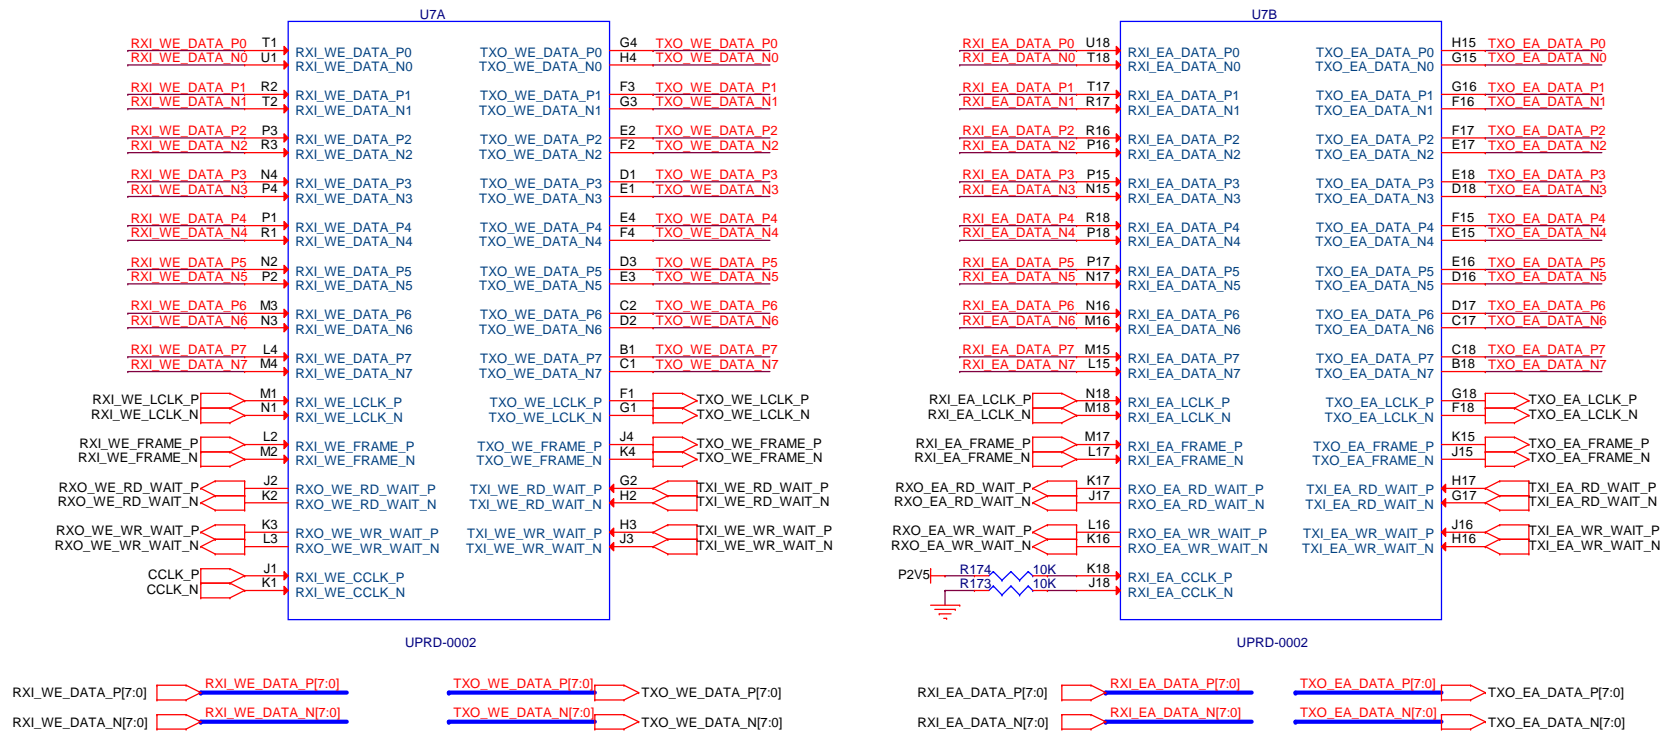 U7A U7B
RXI_WE_DATA_P0 T1 RXI_WE_DATA_P0 TXO_WE_DATA_P0 G4 TXO_WE_DATA_P0 RXI_EA_DATA_P0 U18 RXI_EA_DATA_P0 TXO_EA_DATA_P0 H15 TXO_EA_DATA_P0
RXI_WE_DATA_N0 U1 RXI_WE_DATA_N0 TXO_WE_DATA_N0 H4 TXO_WE_DATA_N0 RXI_EA_DATA_N0 T18 RXI_EA_DATA_N0 TXO_EA_DATA_N0 G15 TXO_EA_DATA_N0
RXI_WE_DATA_P1 R2 RXI_WE_DATA_P1 TXO_WE_DATA_P1 F3 TXO_WE_DATA_P1 RXI_EA_DATA_P1 T17 RXI_EA_DATA_P1 TXO_EA_DATA_P1 G16 TXO_EA_DATA_P1
RXI_WE_DATA_N1 T2 RXI_WE_DATA_N1 TXO_WE_DATA_N1 G3 TXO_WE_DATA_N1 RXI_EA_DATA_N1 R17 RXI_EA_DATA_N1 TXO_EA_DATA_N1 F16 TXO_EA_DATA_N1
RXI_WE_DATA_P2 P3 RXI_WE_DATA_P2 TXO_WE_DATA_P2 E2 TXO_WE_DATA_P2 RXI_EA_DATA_P2 R16 RXI_EA_DATA_P2 TXO_EA_DATA_P2 F17 TXO_EA_DATA_P2
RXI_WE_DATA_N2 R3 RXI_WE_DATA_N2 TXO_WE_DATA_N2 F2 TXO_WE_DATA_N2 RXI_EA_DATA_N2 P16 RXI_EA_DATA_N2 TXO_EA_DATA_N2 E17 TXO_EA_DATA_N2
RXI_WE_DATA_P3 N4 RXI_WE_DATA_P3 TXO_WE_DATA_P3 D1 TXO_WE_DATA_P3 RXI_EA_DATA_P3 P15 RXI_EA_DATA_P3 TXO_EA_DATA_P3 E18 TXO_EA_DATA_P3
RXI_WE_DATA_N3 P4 RXI_WE_DATA_N3 TXO_WE_DATA_N3 E1 TXO_WE_DATA_N3 RXI_EA_DATA_N3 N15 RXI_EA_DATA_N3 TXO_EA_DATA_N3 D18 TXO_EA_DATA_N3
RXI_WE_DATA_P4 P1 RXI_WE_DATA_P4 TXO_WE_DATA_P4 E4 TXO_WE_DATA_P4 RXI_EA_DATA_P4 R18 RXI_EA_DATA_P4 TXO_EA_DATA_P4 F15 TXO_EA_DATA_P4
RXI_WE_DATA_N4 R1 RXI_WE_DATA_N4 TXO_WE_DATA_N4 F4 TXO_WE_DATA_N4 RXI_EA_DATA_N4 P18 RXI_EA_DATA_N4 TXO_EA_DATA_N4 E15 TXO_EA_DATA_N4
RXI_WE_DATA_P5 N2 RXI_WE_DATA_P5 TXO_WE_DATA_P5 D3 TXO_WE_DATA_P5 RXI_EA_DATA_P5 P17 RXI_EA_DATA_P5 TXO_EA_DATA_P5 E16 TXO_EA_DATA_P5
RXI_WE_DATA_N5 P2 RXI_WE_DATA_N5 TXO_WE_DATA_N5 E3 TXO_WE_DATA_N5 RXI_EA_DATA_N5 N17 RXI_EA_DATA_N5 TXO_EA_DATA_N5 D16 TXO_EA_DATA_N5
RXI_WE_DATA_P6 M3 RXI_WE_DATA_P6 TXO_WE_DATA_P6 C2 TXO_WE_DATA_P6 RXI_EA_DATA_P6 N16 RXI_EA_DATA_P6 TXO_EA_DATA_P6 D17 TXO_EA_DATA_P6
RXI_WE_DATA_N6 N3 RXI_WE_DATA_N6 TXO_WE_DATA_N6 D2 TXO_WE_DATA_N6 RXI_EA_DATA_N6 M16 RXI_EA_DATA_N6 TXO_EA_DATA_N6 C17 TXO_EA_DATA_N6
RXI_WE_DATA_P7 L4 RXI_WE_DATA_P7 TXO_WE_DATA_P7 B1 TXO_WE_DATA_P7 RXI_EA_DATA_P7 M15 RXI_EA_DATA_P7 TXO_EA_DATA_P7 C18 TXO_EA_DATA_P7
RXI_WE_DATA_N7 M4 RXI_WE_DATA_N7 TXO_WE_DATA_N7 C1 TXO_WE_DATA_N7 RXI_EA_DATA_N7 L15 RXI_EA_DATA_N7 TXO_EA_DATA_N7 B18 TXO_EA_DATA_N7
RXI_WE_LCLK_P M1 RXI_WE_LCLK_P TXO_WE_LCLK_P F1 TXO_WE_LCLK_P RXI_EA_LCLK_P N18 RXI_EA_LCLK_P TXO_EA_LCLK_P G18 TXO_EA_LCLK_P
RXI_WE_LCLK_N N1 RXI_WE_LCLK_N TXO_WE_LCLK_N G1 TXO_WE_LCLK_N RXI_EA_LCLK_N M18 RXI_EA_LCLK_N TXO_EA_LCLK_N F18 TXO_EA_LCLK_N
RXI_WE_FRAME_P L2 RXI_WE_FRAME_P TXO_WE_FRAME_P J4 TXO_WE_FRAME_P RXI_EA_FRAME_P M17 RXI_EA_FRAME_P TXO_EA_FRAME_P K15 TXO_EA_FRAME_P
RXI_WE_FRAME_N M2 RXI_WE_FRAME_N TXO_WE_FRAME_N K4 TXO_WE_FRAME_N RXI_EA_FRAME_N L17 RXI_EA_FRAME_N TXO_EA_FRAME_N J15 TXO_EA_FRAME_N
RXO_WE_RD_WAIT_P J2 RXO_WE_RD_WAIT_P TXI_WE_RD_WAIT_P G2 TXI_WE_RD_WAIT_P RXO_EA_RD_WAIT_P K17 RXO_EA_RD_WAIT_P TXI_EA_RD_WAIT_P H17 TXI_EA_RD_WAIT_P
RXO_WE_RD_WAIT_N K2 RXO_WE_RD_WAIT_N TXI_WE_RD_WAIT_N H2 TXI_WE_RD_WAIT_N RXO_EA_RD_WAIT_N J17 RXO_EA_RD_WAIT_N TXI_EA_RD_WAIT_N G17 TXI_EA_RD_WAIT_N
RXO_WE_WR_WAIT_P K3 RXO_WE_WR_WAIT_P TXI_WE_WR_WAIT_P H3 TXI_WE_WR_WAIT_P RXO_EA_WR_WAIT_P L16 RXO_EA_WR_WAIT_P TXI_EA_WR_WAIT_P J16 TXI_EA_WR_WAIT_P
RXO_WE_WR_WAIT_N L3 RXO_WE_WR_WAIT_N TXI_WE_WR_WAIT_N J3 TXI_WE_WR_WAIT_N RXO_EA_WR_WAIT_N K16 RXO_EA_WR_WAIT_N TXI_EA_WR_WAIT_N H16 TXI_EA_WR_WAIT_N
CCLK_P J1 RXI_WE_CCLK_P P2V5 R174 10K K18 RXI_EA_CCLK_P
CCLK_N K1 RXI_WE_CCLK_N R173 10K J18 RXI_EA_CCLK_N
UPRD-0002 UPRD-0002
RXI_WE_DATA_P[7:0] RXI_WE_DATA_P[7:0] TXO_WE_DATA_P[7:0] TXO_WE_DATA_P[7:0] RXI_EA_DATA_P[7:0] RXI_EA_DATA_P[7:0] TXO_EA_DATA_P[7:0] TXO_EA_DATA_P[7:0]
RXI_WE_DATA_N[7:0] RXI_WE_DATA_N[7:0] TXO_WE_DATA_N[7:0] TXO_WE_DATA_N[7:0] RXI_EA_DATA_N[7:0] RXI_EA_DATA_N[7:0] TXO_EA_DATA_N[7:0] TXO_EA_DATA_N[7:0]